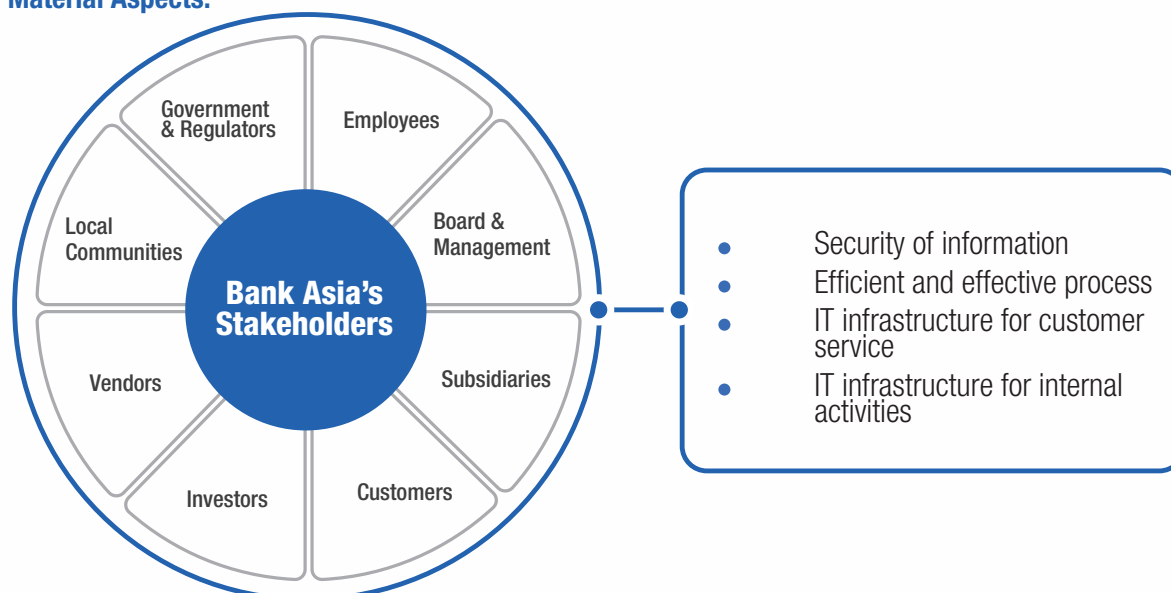 Material Aspects:
Government
& Regulators
Employees
Board &
Management
Subsidiaries
Customers
Investors
Vendors
Local
Communities
Bank Asia’s
Stakeholders
• Security of information
• Efficient and effective process
• IT infrastructure for customer
service
• IT infrastructure for internal
activities